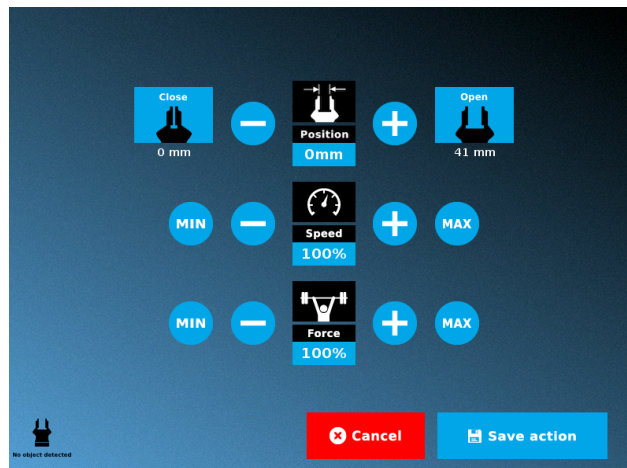 Close
Position
0mm
Open
0 mm
41 mm
MIN
Speed
100%
MAX
MIN
Force
100%
MAX
No object detected
Cancel
Save action